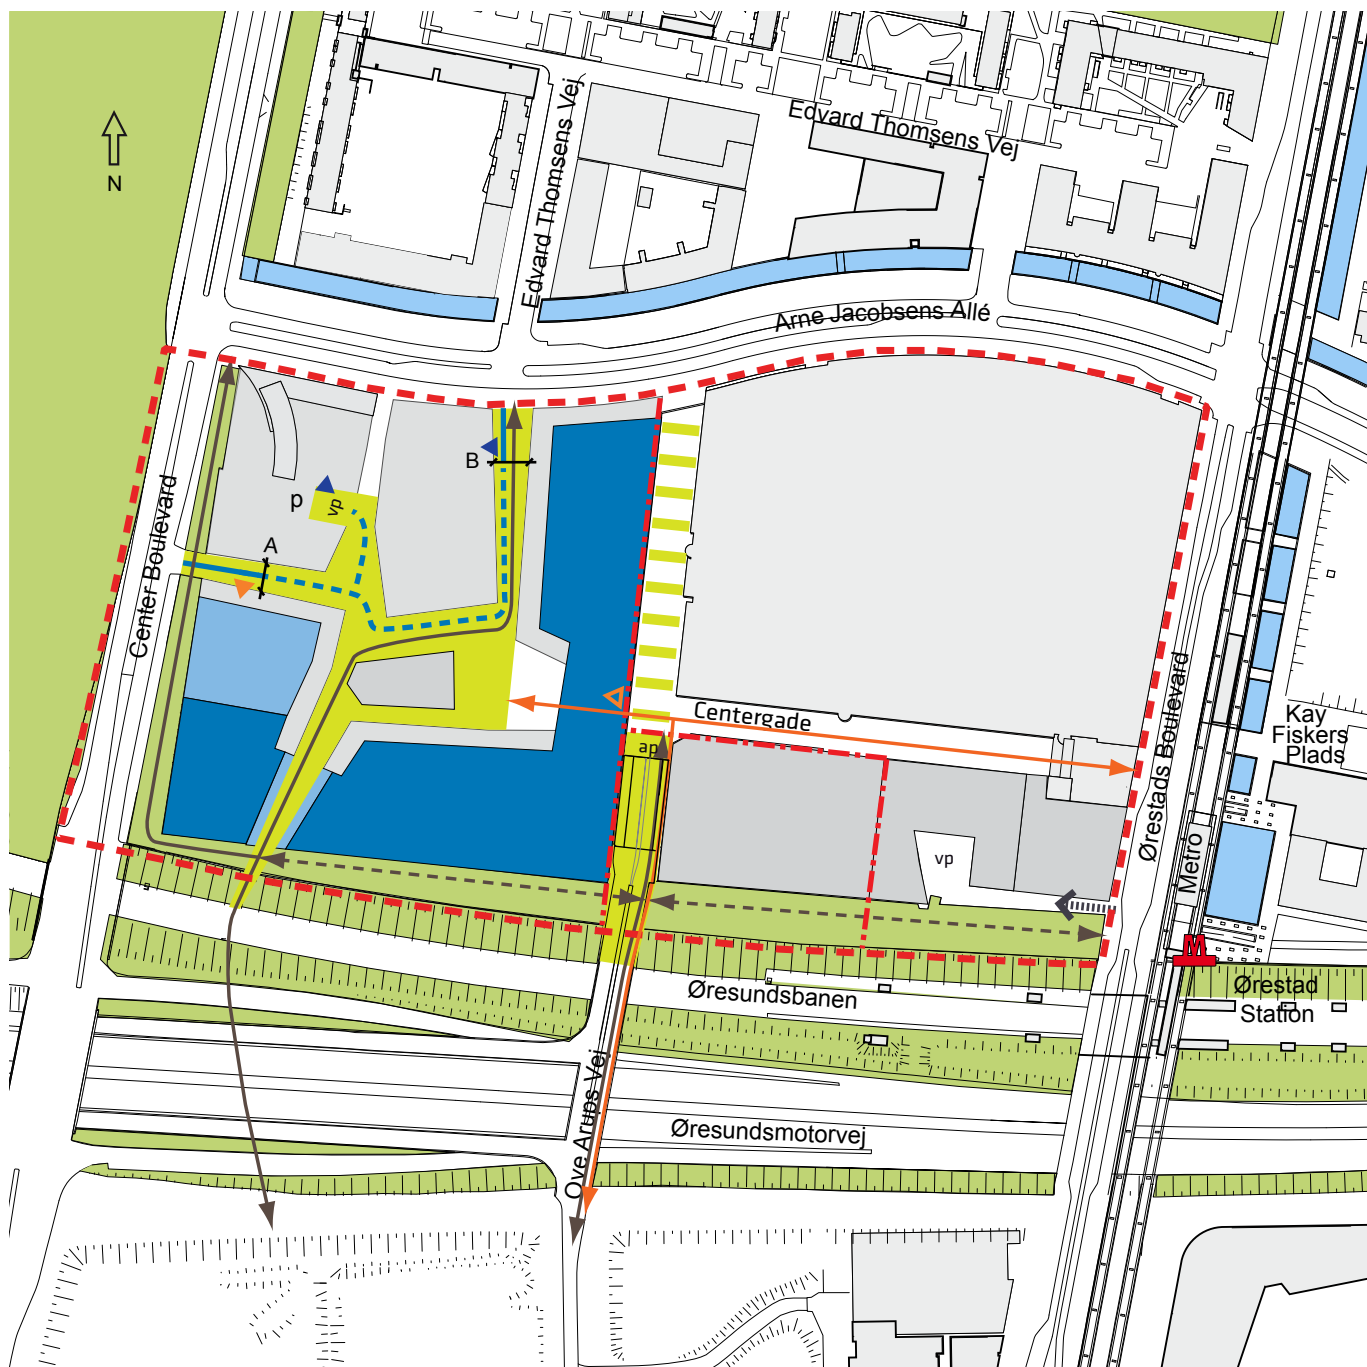 Edvard Thomsens Vej
Edvard Thomsens Vej
N
Arne Jacobsens Allé
B
p
vp
A
Center Boulevard
Centergade
ap
Ørestads Boulevard
Kay
Fiskers
Plads
vp
Metro
M
Ørestad
Station
Øresundsbanen
Ove Arups Vej
Øresundsmotorvej